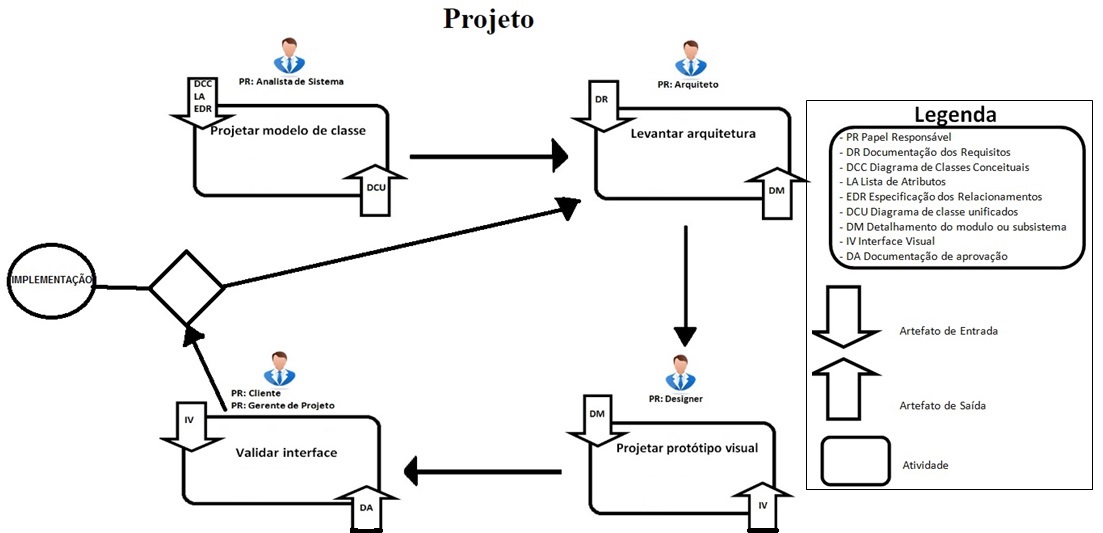 Projeto
PR: Analista de Sistema
DCC
LA
EDR
Projetar modelo de classe
DCU
PR: Arquiteto
DR
Levantar arquitetura
DM
IMPLEMENTAÇÃO
PR: Cliente
PR: Gerente de Projeto
IV
Validar interface
DA
PR: Designer
DM
Projetar protótipo visual
IV
Legenda
- PR Papel Responsável
- DR Documentação dos Requisitos
- DCC Diagrama de Classes Conceituais
- LA Lista de Atributos
- EDR Especificação dos Relacionamentos
- DCU Diagrama de classe unificados
- DM Detalhamento do modulo ou subsistema
- IV Interface Visual
- DA Documentação de aprovação
Artefato de Entrada
Artefato de Saída
Atividade